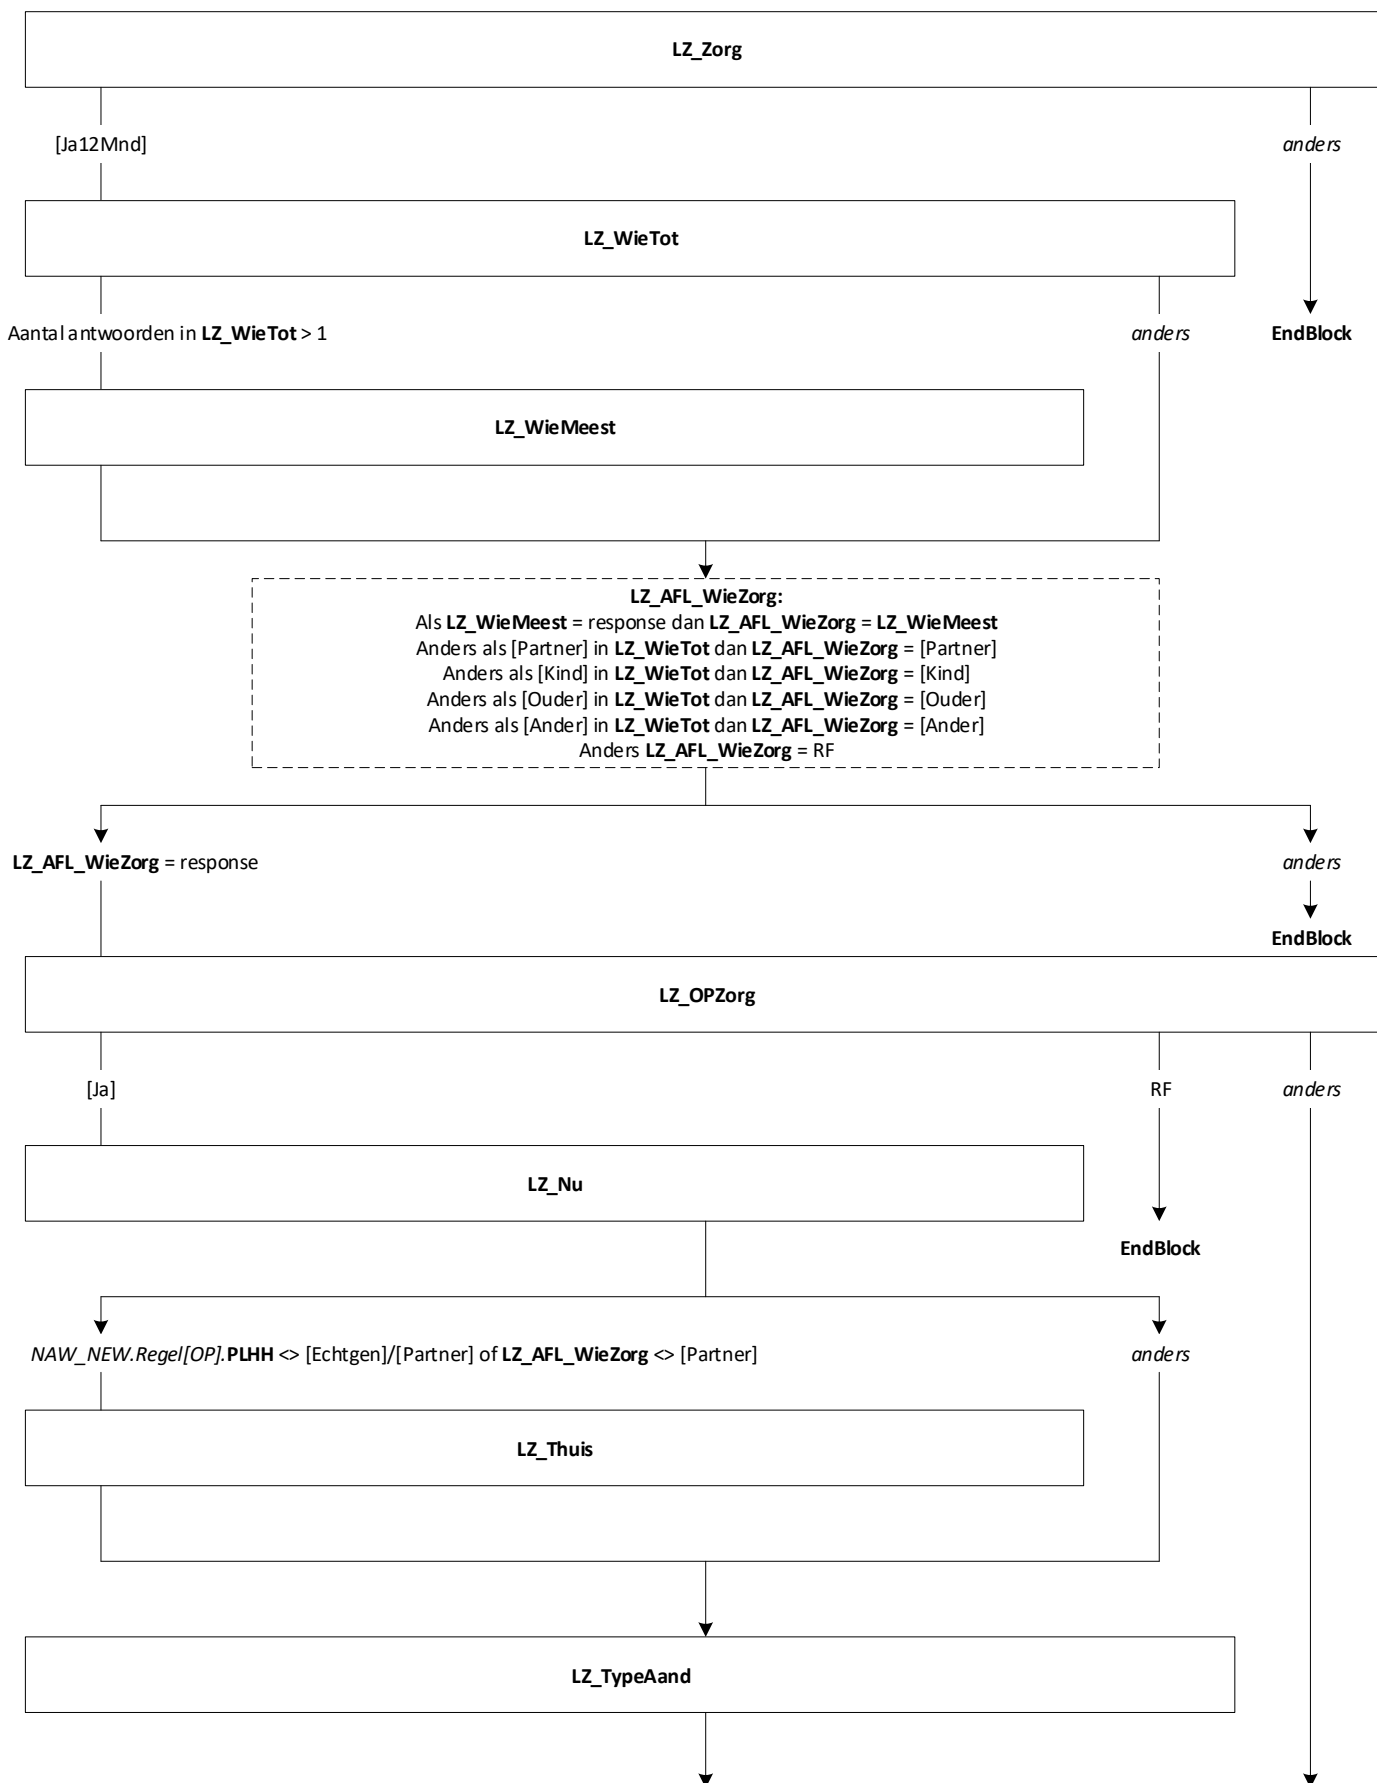 LZ_Zorg
[Ja12Mnd]
anders
LZ_WieTot
Aantal antwoorden in LZ_WieTot > 1
anders
EndBlock
LZ_WieMeest
LZ_AFL_WieZorg:
Als LZ_WieMeest = response dan LZ_AFL_WieZorg = LZ_WieMeest
Anders als [Partner] in LZ_WieTot dan LZ_AFL_WieZorg = [Partner]
Anders als [Kind] in LZ_WieTot dan LZ_AFL_WieZorg = [Kind]
Anders als [Ouder] in LZ_WieTot dan LZ_AFL_WieZorg = [Ouder]
Anders als [Ander] in LZ_WieTot dan LZ_AFL_WieZorg = [Ander]
Anders LZ_AFL_WieZorg = RF
LZ_AFL_WieZorg = response
anders
EndBlock
LZ_OPZorg
[Ja]
RF
anders
LZ_Nu
EndBlock
NAW_NEW.Regel[OP].PLHH <> [Echtgen]/[Partner] of LZ_AFL_WieZorg <> [Partner]
anders
LZ_Thuis
LZ_TypeAand